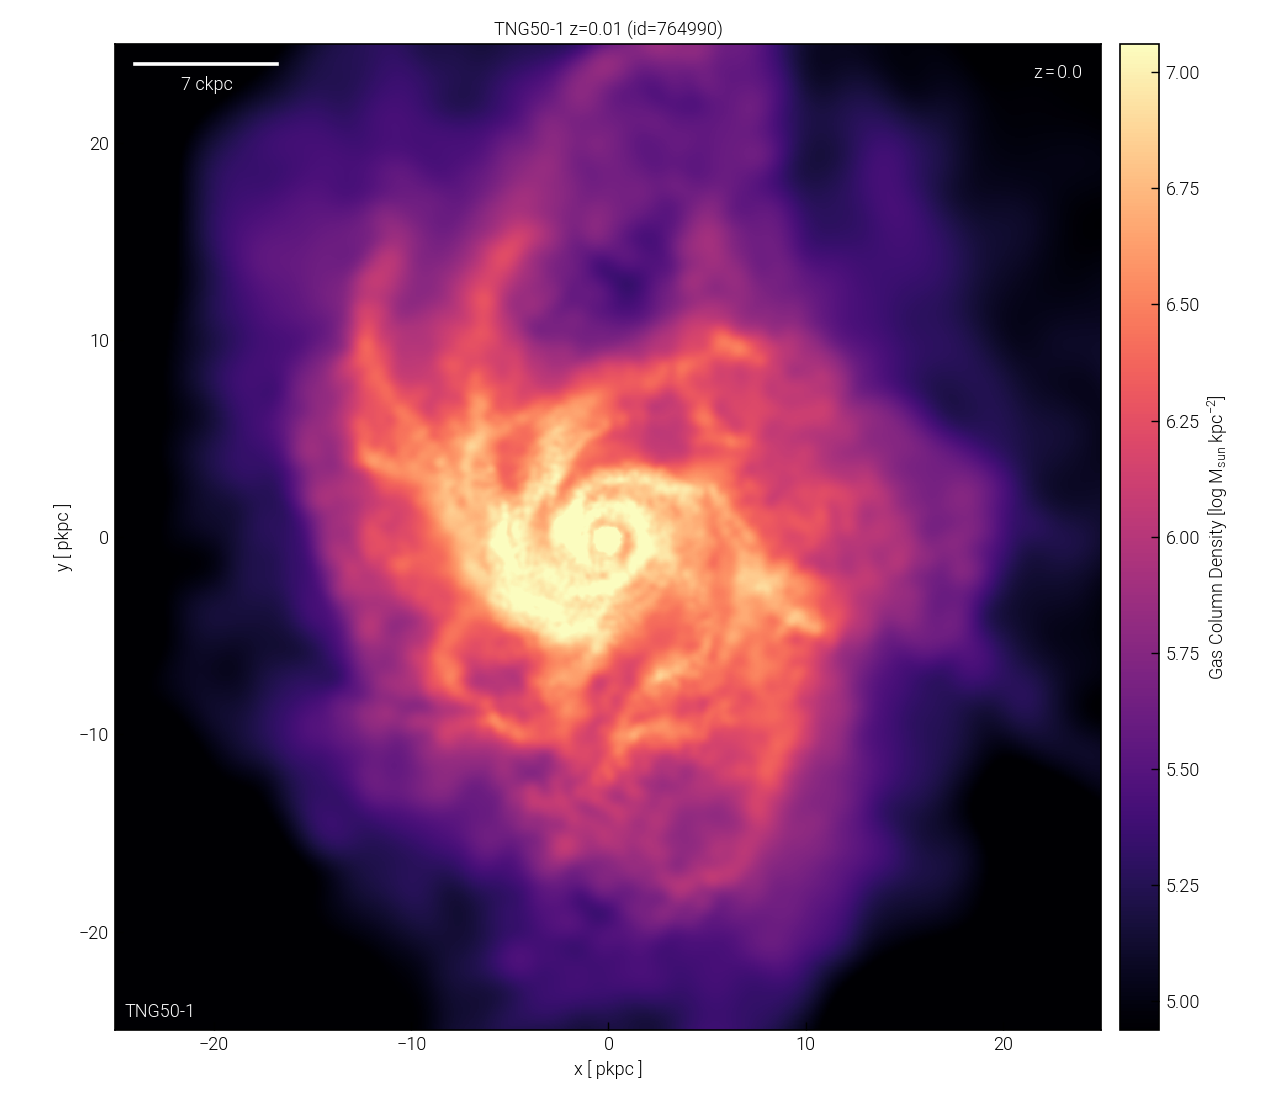 TNG50-1 z=0.01 (id=764990)
7 ckpc
z=0.0
TNG50-1
20
10
0
−10
−20
y [ pkpc ]
−20
−10
0
10
20
x [ pkpc ]
7.00
6.75
6.50
6.25
6.00
5.75
5.50
5.25
5.00
Gas Column Density [log M_sun kpc^−2]